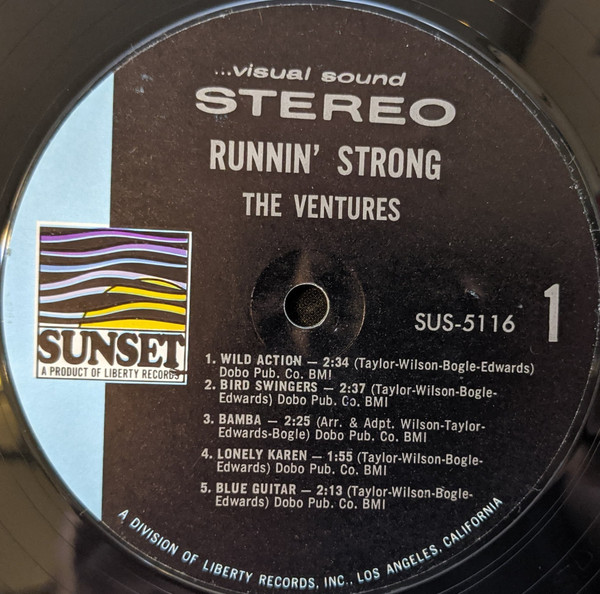 ...visual sound
STEREO
RUNNIN' STRONG
THE VENTURES
SUNSET
A PRODUCT OF LIBERTY RECORDS
SUS-5116
1
1. WILD ACTION — 2:34 (Taylor-Wilson-Bogle-Edwards)
Dobo Pub. Co. BMI
2. BIRD SWINGERS — 2:37 (Taylor-Wilson-Bogle-
Edwards) Dobo Pub. Co. BMI
3. BAMBA — 2:25 (Arr. & Adpt. Wilson-Taylor-
Edwards-Bogle) Dobo Pub. Co. BMI
4. LONELY KAREN — 1:55 (Taylor-Wilson-Bogle-
Edwards) Dobo Pub. Co. BMI
5. BLUE GUITAR — 2:13 (Taylor-Wilson-Bogle-
Edwards) Dobo Pub. Co. BMI
A DIVISION OF LIBERTY RECORDS, INC., LOS ANGELES, CALIFORNIA